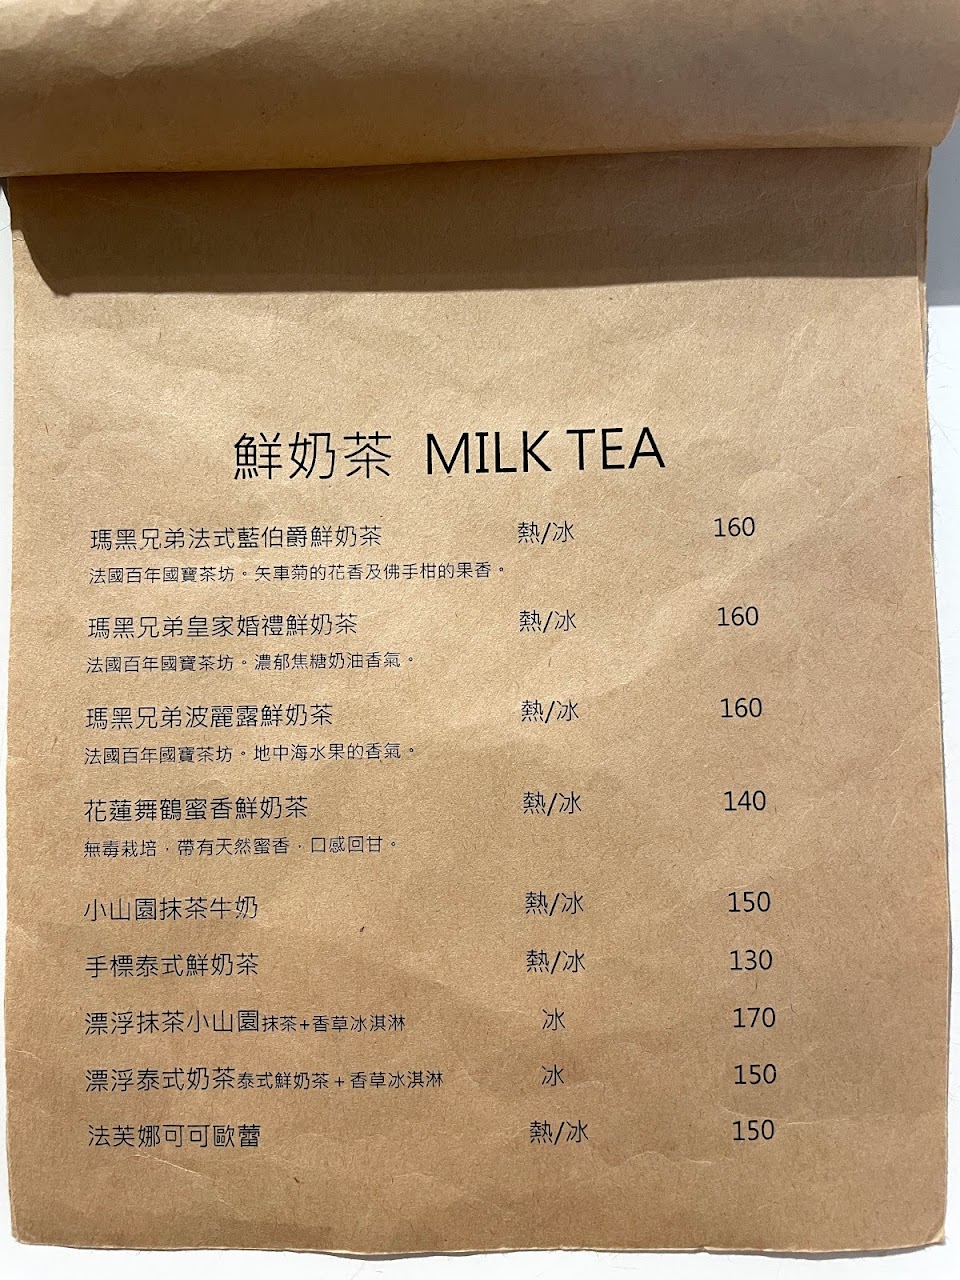 鮮奶茶 MILK TEA
瑪黑兄弟法式藍伯爵鮮奶茶 熱/冰 160
法國百年國寶茶坊。矢車菊的花香及佛手柑的果香。
瑪黑兄弟皇家婚禮鮮奶茶 熱/冰 160
法國百年國寶茶坊。濃郁焦糖奶油香氣。
瑪黑兄弟波麗露鮮奶茶 熱/冰 160
法國百年國寶茶坊。地中海水果的香氣。
花蓮舞鶴蜜香鮮奶茶 熱/冰 140
無毒栽培，帶有天然蜜香，口感回甘。
小山園抹茶牛奶 熱/冰 150
手標泰式鮮奶茶 熱/冰 130
漂浮抹茶小山園抹茶+香草冰淇淋 冰 170
漂浮泰式奶茶泰式鮮奶茶+香草冰淇淋 冰 150
法芙娜可可歐蕾 熱/冰 150